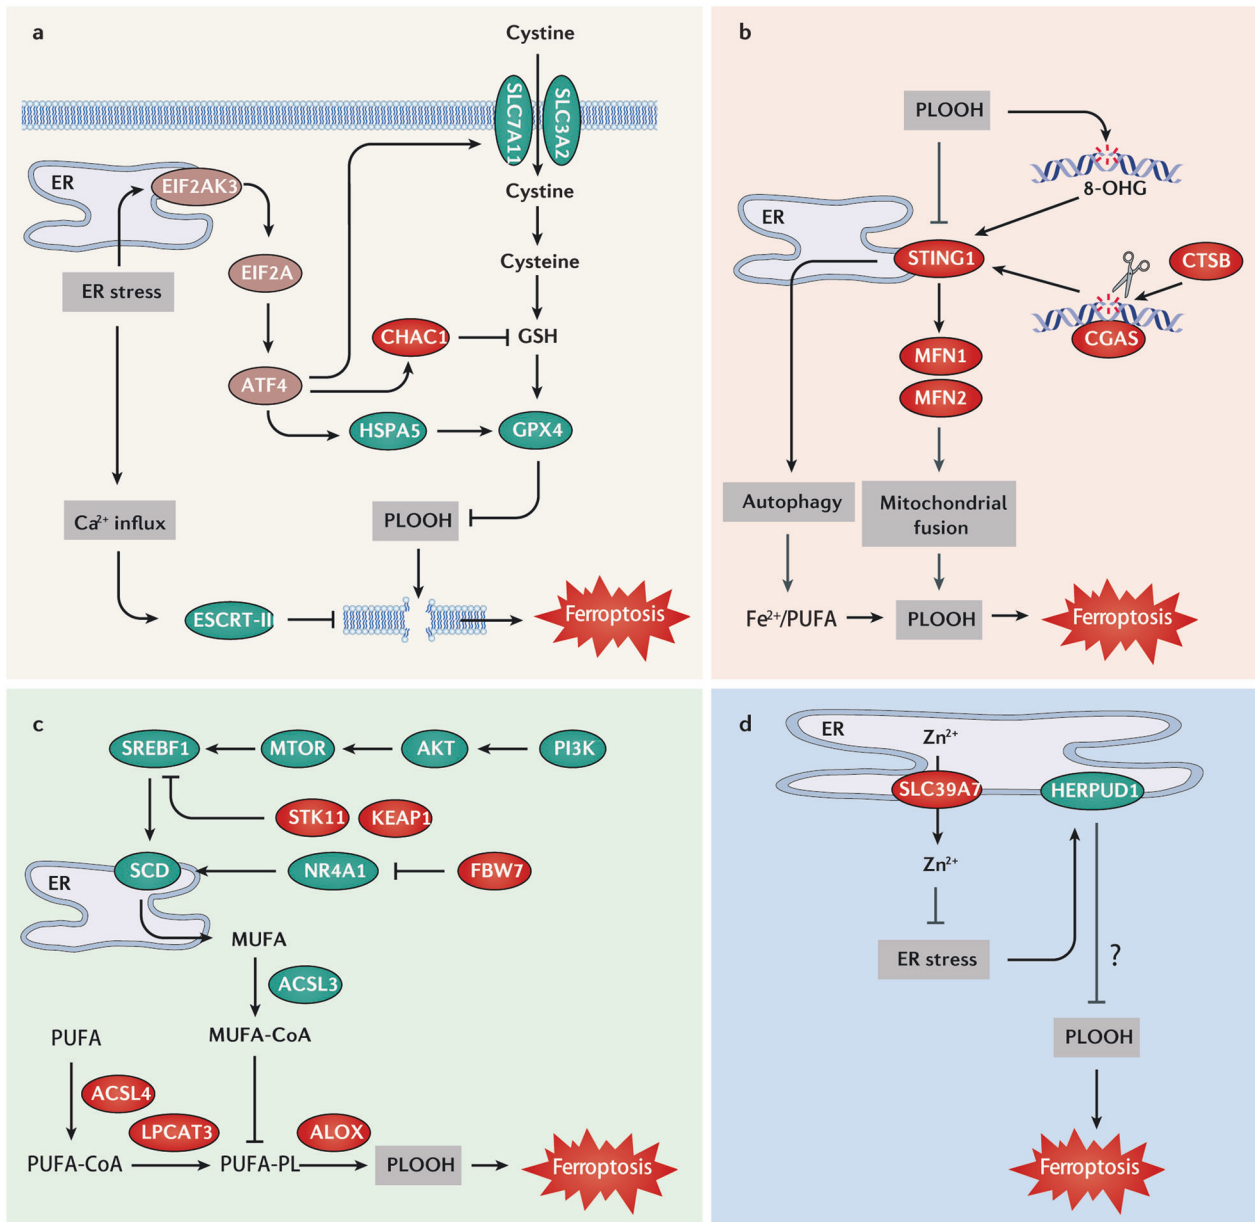 a
Cystine
SLC7A11
SLC3A2
ER
EIF2AK3
Cystine
EIF2A
Cysteine
ER stress
CHAC1
GSH
ATF4
HSPA5
GPX4
Ca²⁺ influx
PLOOH
ESCRT-III
Ferroptosis
b
PLOOH
8-OHG
ER
STING1
CTSB
CGAS
MFN1
MFN2
Autophagy
Mitochondrial
fusion
Fe²⁺/PUFA
PLOOH
Ferroptosis
c
SREBF1
MTOR
AKT
PI3K
STK11
KEAP1
SCD
NR4A1
FBW7
ER
MUFA
ACSL3
PUFA
MUFA-CoA
ACSL4
LPCAT3
ALOX
PUFA-CoA
PUFA-PL
PLOOH
Ferroptosis
d
ER
Zn²⁺
SLC39A7
HERPUD1
Zn²⁺
ER stress
?
PLOOH
Ferroptosis